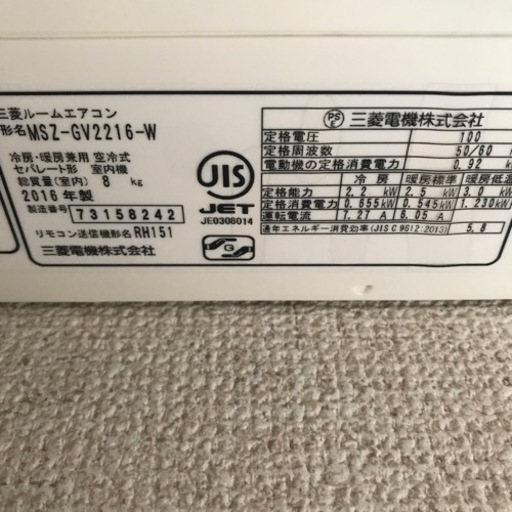 三菱ルームエアコン
形名 MSZ-GV2216-W
冷房・暖房兼用 空冷式
セパレート形 室内機
総質量(室内) 8 kg
2016年製
製造番号 73158242
リモコン送信機形名 RH151
三菱電機株式会社
JIS
JET
JE0308014
G
PS
E
三菱電機株式会社
定格電圧 100
定格周波数 50/60
電動機の定格消費電力 0.92
冷房 暖房標準 暖房低温
定格能力 2.2 kW 2.5 kW 3.0 kW
定格消費電力 0.655kW 0.545kW 1.230kW
運転電流 7.27 A 6.05 A
通年エネルギー消費効率(JIS C 9612:2013) 5.8